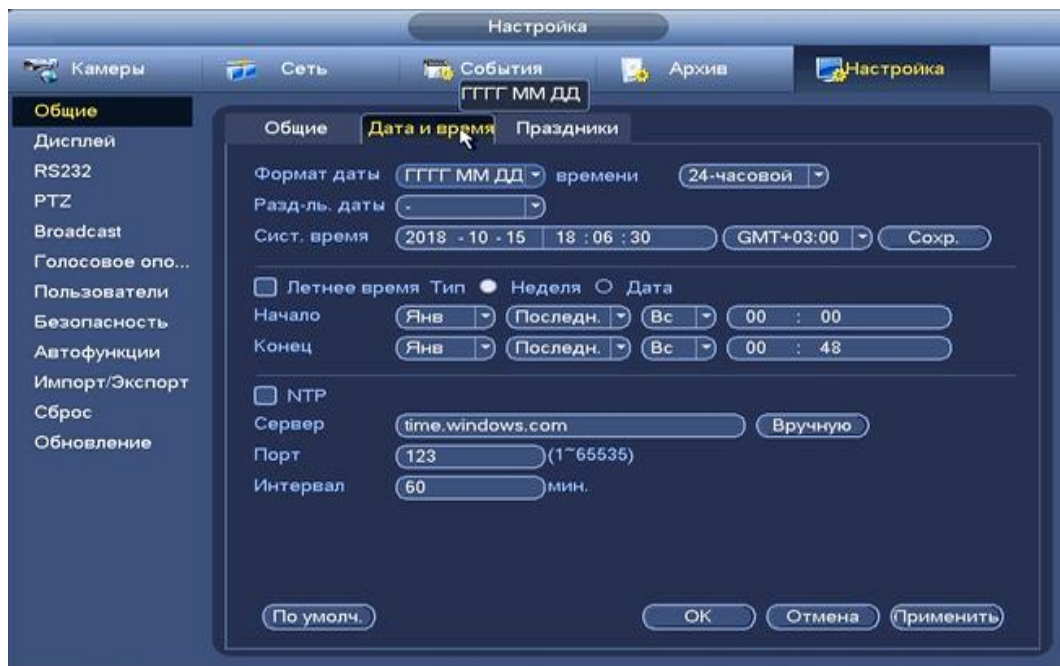 Настройка
Камеры Сеть События Архив Настройка
ГГГГ ММ ДД
Общие
Дисплей
RS232
PTZ
Broadcast
Голосовое опо...
Пользователи
Безопасность
Автофункции
Импорт/Экспорт
Сброс
Обновление
Общие Дата и время Праздники
Формат даты ГГГГ ММ ДД времени 24-часовой
Разд-ль. даты -
Сист. время 2018 - 10 - 15 18 : 06 : 30 GMT+03:00 Сохр.
Летнее время Тип Неделя Дата
Начало Янв Последн. Вс 00 : 00
Конец Янв Последн. Вс 00 : 48
NTP
Сервер time.windows.com Вручную
Порт 123 (1~65535)
Интервал 60 мин.
По умолч. OK Отмена Применить